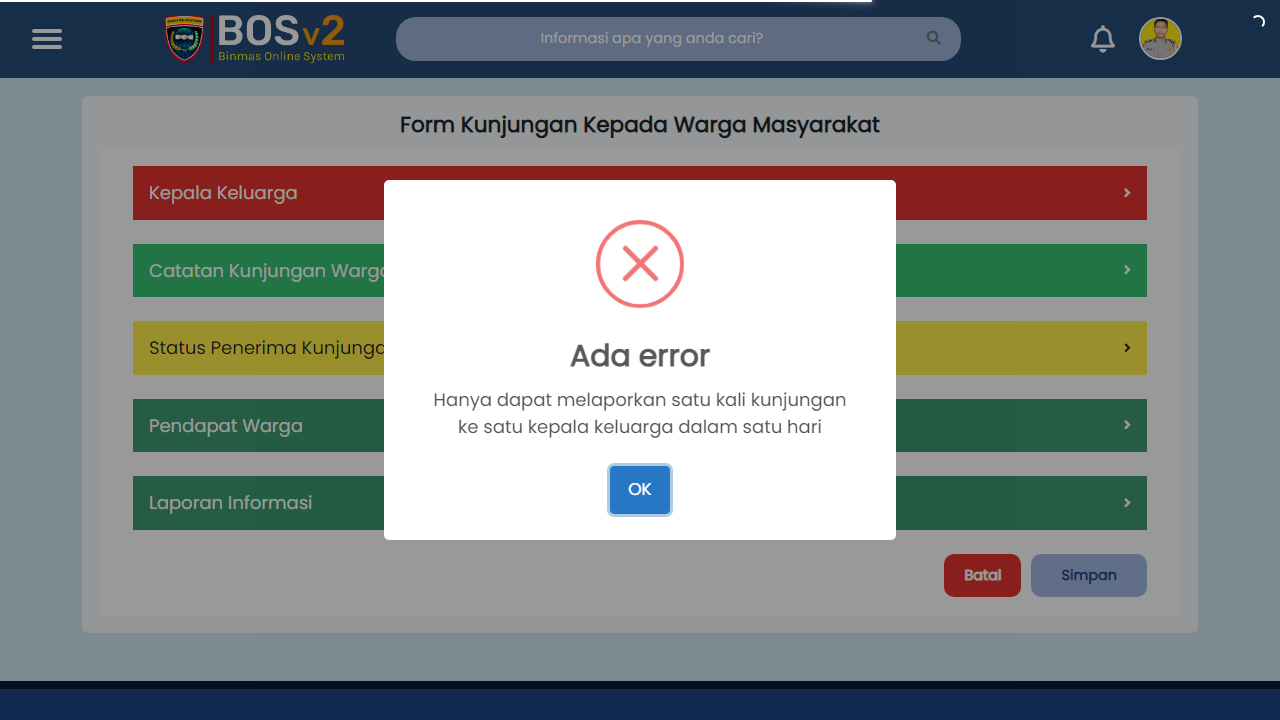 BOSv2
Binmas Online System
Informasi apa yang anda cari?
Form Kunjungan Kepada Warga Masyarakat
Kepala Keluarga
Catatan Kunjungan Warga
Status Penerima Kunjunga
Pendapat Warga
Laporan Informasi
Ada error
Hanya dapat melaporkan satu kali kunjungan
ke satu kepala keluarga dalam satu hari
OK
Batal
Simpan